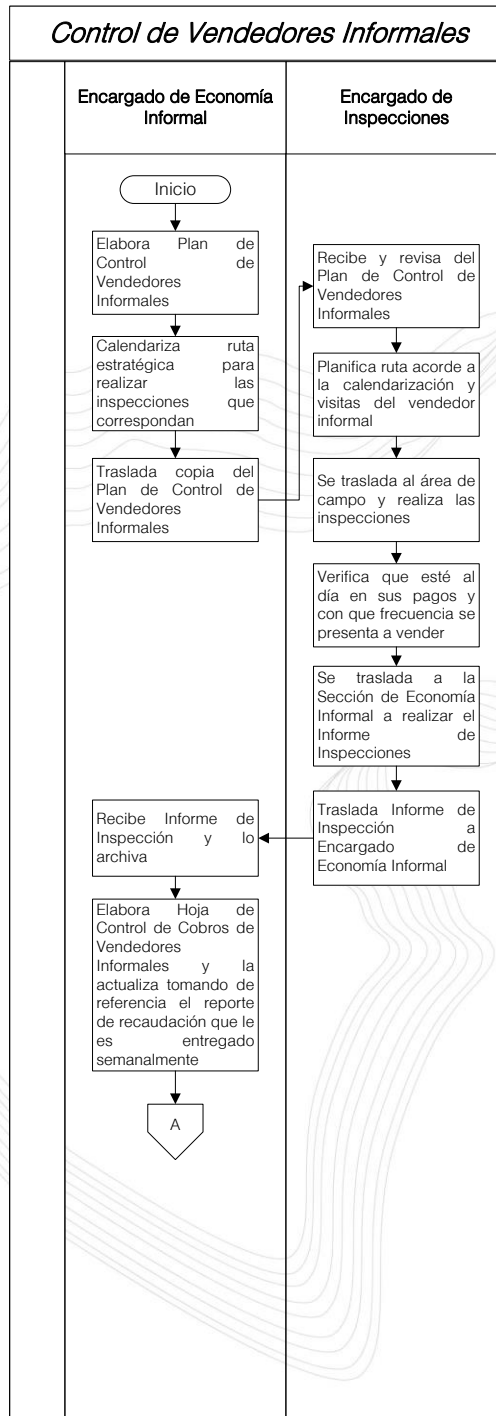 Control de Vendedores Informales
Encargado de Economía
Informal
Encargado de
Inspecciones
Inicio
Elabora Plan de
Control de
Vendedores
Informales
Calendariza ruta
estratégica para
realizar las
inspecciones que
correspondan
Traslada copia del
Plan de Control de
Vendedores
Informales
Recibe y revisa del
Plan de Control de
Vendedores
Informales
Planifica ruta acorde a
la calendarización y
visitas del vendedor
informal
Se traslada al área de
campo y realiza las
inspecciones
Verifica que esté al
día en sus pagos y
con que frecuencia se
presenta a vender
Se traslada a la
Sección de Economía
Informal a realizar el
Informe de
Inspecciones
Traslada Informe de
Inspección a
Encargado de
Economía Informal
Recibe Informe de
Inspección y lo
archiva
Elabora Hoja de
Control de Cobros de
Vendedores
Informales y la
actualiza tomando de
referencia el reporte
de recaudación que le
es entregado
semanalmente
A